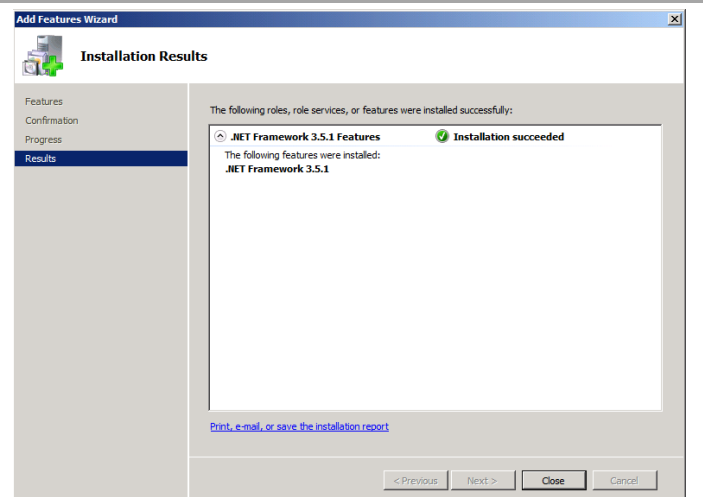 Add Features Wizard
Installation Results
Features
Confirmation
Progress
Results
The following roles, role services, or features were installed successfully:
.NET Framework 3.5.1 Features Installation succeeded
The following features were installed:
.NET Framework 3.5.1
Print, e-mail, or save the installation report
< Previous Next > Close Cancel